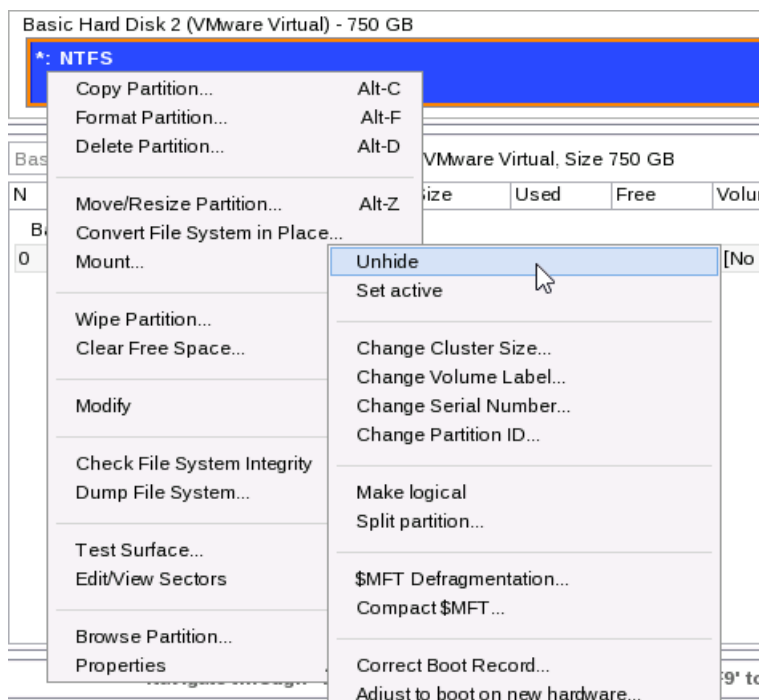 Basic Hard Disk 2 (VMware Virtual) - 750 GB
*: NTFS
Copy Partition... Alt-C
Format Partition... Alt-F
Delete Partition... Alt-D
Bas VMware Virtual, Size 750 GB
N Size Used Free Volu
Move/Resize Partition... Alt-Z
Convert File System in Place...
Ba
0 Mount... Unhide [No
Set active
Wipe Partition...
Clear Free Space... Change Cluster Size...
Change Volume Label...
Modify Change Serial Number...
Change Partition ID...
Check File System Integrity
Dump File System... Make logical
Split partition...
Test Surface...
Edit/View Sectors $MFT Defragmentation...
Compact $MFT...
Browse Partition...
Properties Correct Boot Record...
F9' to
Adjust to boot on new hardware...